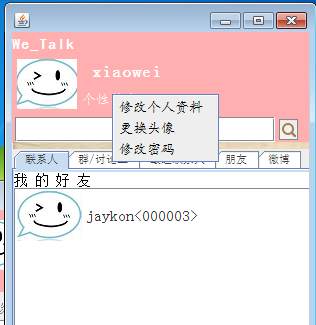 We_Talk
xiaowei
个性
修改个人资料
更换头像
修改密码
联系人
群/讨论
朋友
微博
我的好友
jaykon<000003>